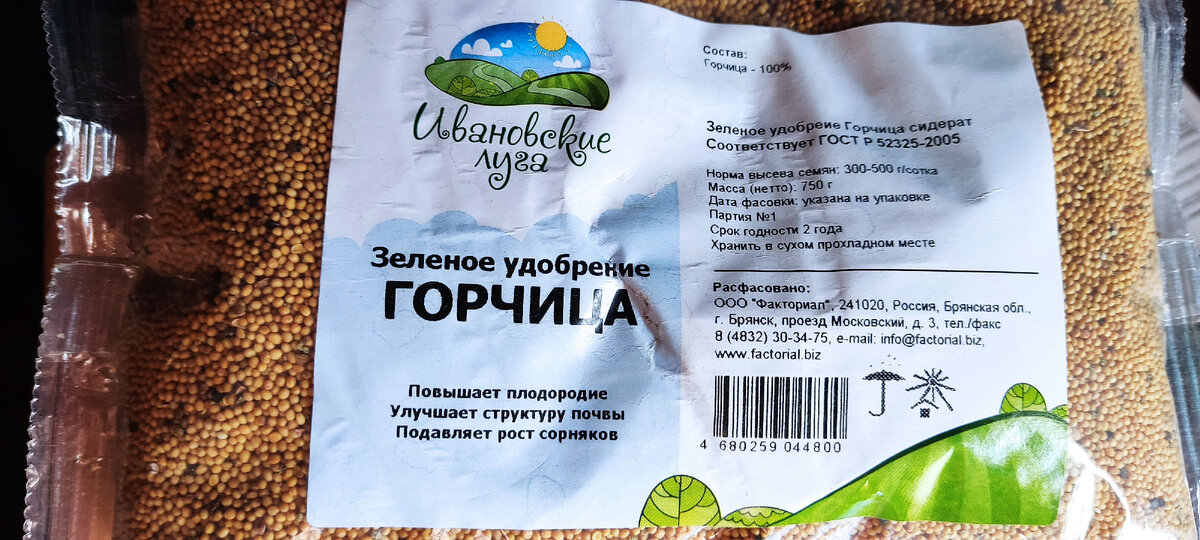 Ивановские
луга
Зеленое удобрение
ГОРЧИЦА
Повышает плодородие
Улучшает структуру почвы
Подавляет рост сорняков
Состав:
Горчица - 100%
Зеленое удобреие Горчица сидерат
Соответствует ГОСТ Р 52325-2005
Норма высева семян: 300-500 г/сотка
Масса (нетто): 750 г
Дата фасовки: указана на упаковке
Партия №1
Срок годности 2 года
Хранить в сухом прохладном месте
Расфасовано:
ООО "Факториал", 241020, Россия, Брянская обл.,
г. Брянск, проезд Московский, д. 3, тел./факс
8 (4832) 30-34-75, e-mail: info@factorial.biz,
www.factorial.biz
4 680259 044800